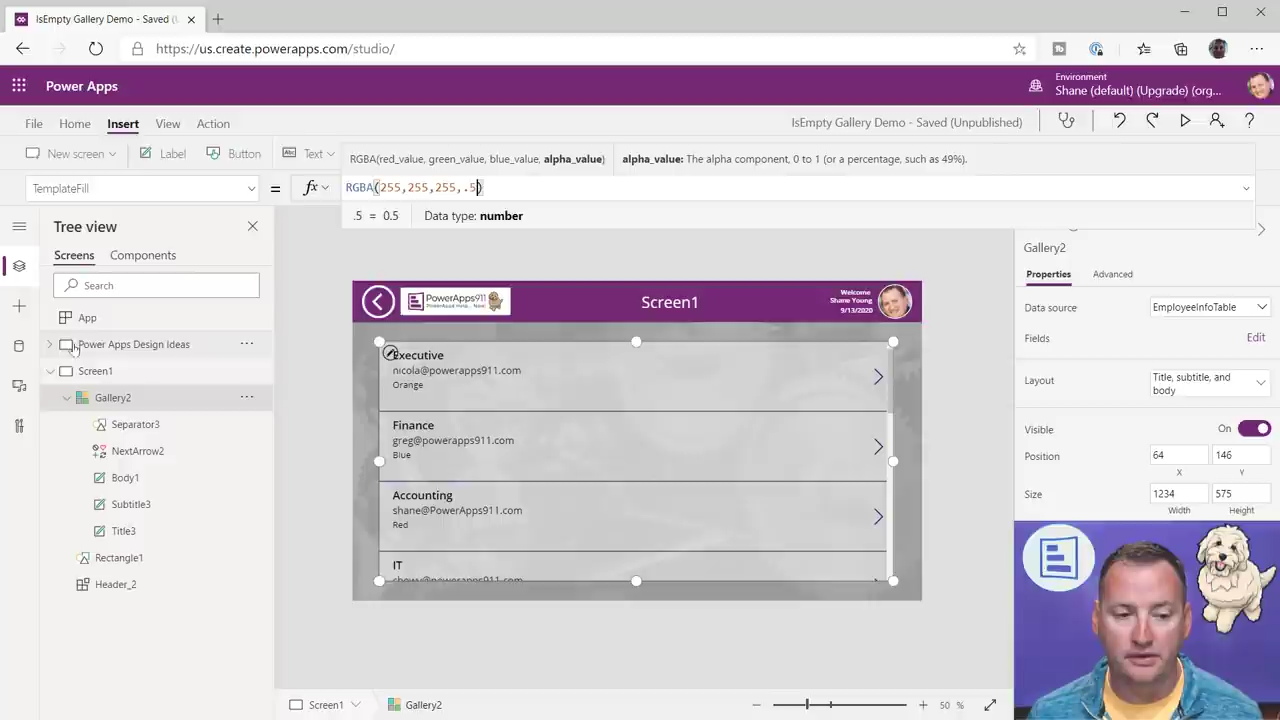 IsEmpty Gallery Demo - Saved (
https://us.create.powerapps.com/studio/
Power Apps
Environment
Shane (default) (Upgrade) (org...
File Home Insert View Action
IsEmpty Gallery Demo - Saved (Unpublished)
New screen Label Button Text
RGBA(red_value, green_value, blue_value, alpha_value)
alpha_value: The alpha component, 0 to 1 (or a percentage, such as 49%).
TemplateFill = fx RGBA(255,255,255,.5)
.5 = 0.5 Data type: number
Tree view
Screens Components
Search
App
Power Apps Design Ideas
Screen1
Gallery2
Separator3
NextArrow2
Body1
Subtitle3
Title3
Rectangle1
Header_2
PowerApps911
Screen1
Welcome
Shane Young
9/13/2020
Executive
nicola@powerapps911.com
Orange
Finance
greg@powerapps911.com
Blue
Accounting
shane@PowerApps911.com
Red
IT
chewy@powerapps911.com
Gallery2
Properties Advanced
Data source EmployeeInfoTable
Fields Edit
Layout Title, subtitle, and
body
Visible On
Position 64 146
X Y
Size 1234 575
Width Height
Screen1 Gallery2
50 %